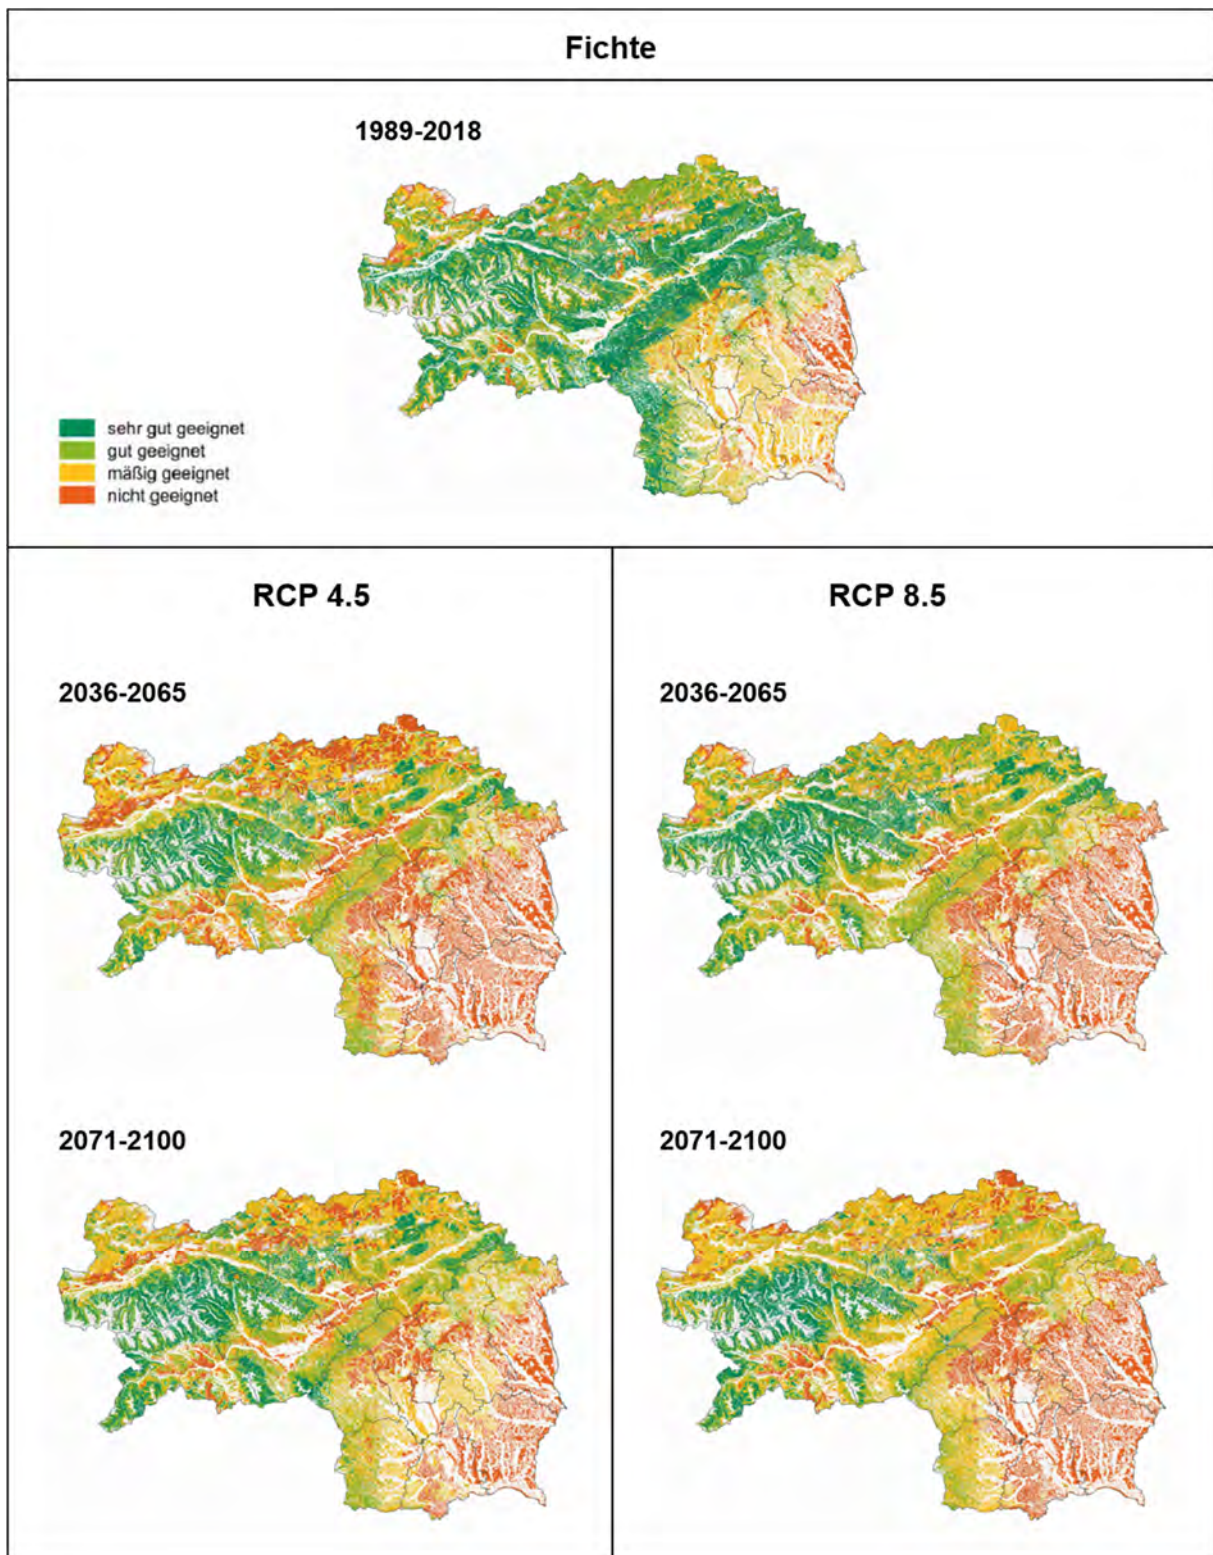 Fichte
1989-2018
sehr gut geeignet
gut geeignet
mäßig geeignet
nicht geeignet
RCP 4.5
RCP 8.5
2036-2065
2036-2065
2071-2100
2071-2100